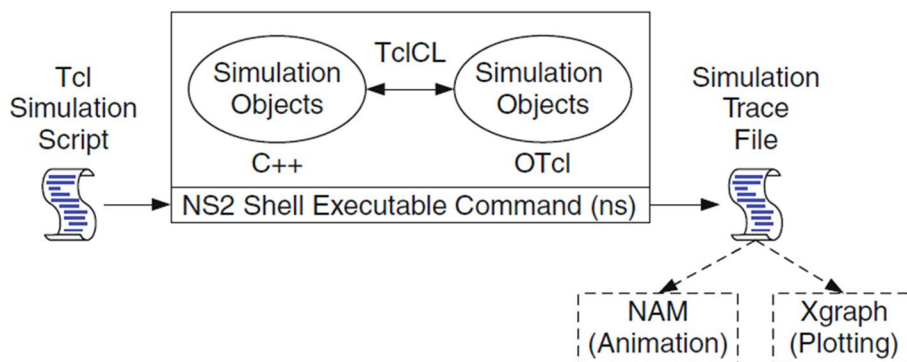 Tcl
Simulation
Script
TclCL
Simulation
Objects
Simulation
Objects
C++
OTcl
NS2 Shell Executable Command (ns)
Simulation
Trace
File
NAM
(Animation)
Xgraph
(Plotting)